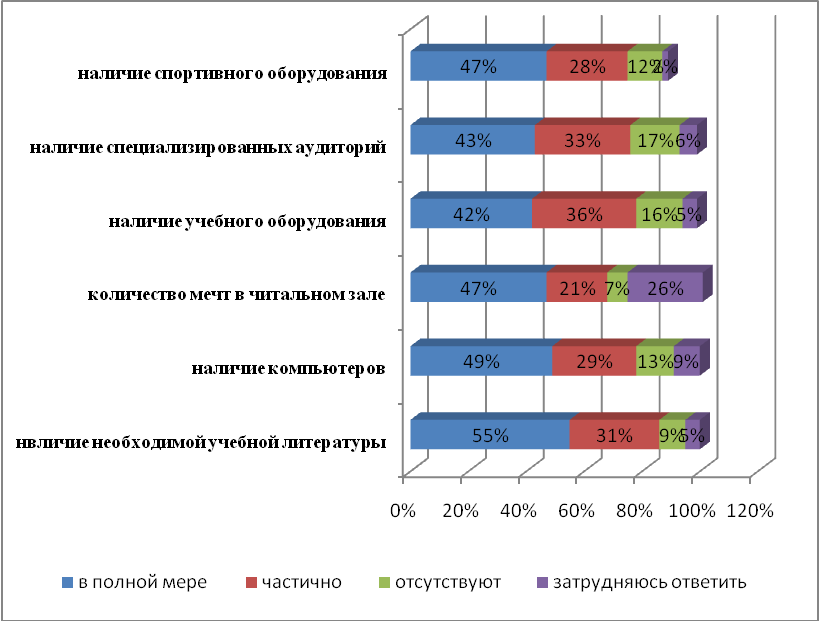 наличие спортивного оборудования
47% 28% 12% 2%
наличие специализированных аудиторий
43% 33% 17% 6%
наличие учебного оборудования
42% 36% 16% 5%
количество мечт в читальном зале
47% 21% 7% 26%
наличие компьютеров
49% 29% 13% 9%
нвличие необходимой учебной литературы
55% 31% 9% 5%
0% 20% 40% 60% 80% 100% 120%
в полной мере частично отсутствуют затрудняюсь ответить